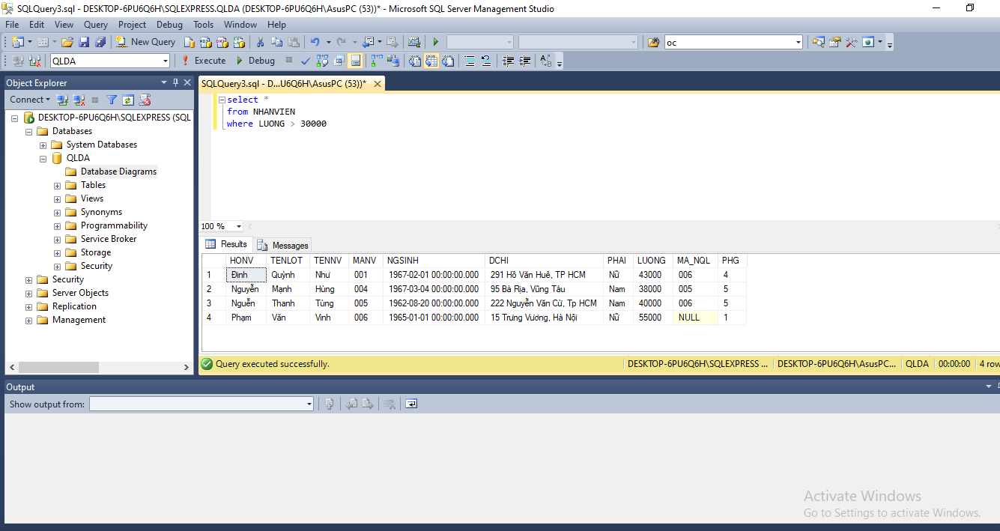 SQLQuery3.sql - DESKTOP-6PU6Q6H\SQLEXPRESS.QLDA (DESKTOP-6PU6Q6H\AsusPC (53))* - Microsoft SQL Server Management Studio
File Edit View Query Project Debug Tools Window Help
New Query oc
QLDA Execute Debug
Object Explorer
Connect
DESKTOP-6PU6Q6H\SQLEXPRESS (SQL
Databases
System Databases
QLDA
Database Diagrams
Tables
Views
Synonyms
Programmability
Service Broker
Storage
Security
Security
Server Objects
Replication
Management
SQLQuery3.sql - D...U6Q6H\AsusPC (53))*
select *
from NHANVIEN
where LUONG > 30000
100 %
Results Messages
HONV TENLOT TENNV MANV NGSINH DCHI PHAI LUONG MA_NQL PHG
1 Đinh Quỳnh Như 001 1967-02-01 00:00:00.000 291 Hồ Văn Huê, TP HCM Nữ 43000 006 4
2 Nguyễn Mạnh Hùng 004 1967-03-04 00:00:00.000 95 Bà Rịa, Vũng Tàu Nam 38000 005 5
3 Nguễn Thanh Tùng 005 1962-08-20 00:00:00.000 222 Nguyễn Văn Cừ, Tp HCM Nam 40000 006 5
4 Phạm Văn Vinh 006 1965-01-01 00:00:00.000 15 Trưng Vương, Hà Nội Nữ 55000 NULL 1
Query executed successfully. DESKTOP-6PU6Q6H\SQLEXPRESS ... DESKTOP-6PU6Q6H\AsusPC... QLDA 00:00:00 4 row
Output
Show output from:
Activate Windows
Go to Settings to activate Windows.